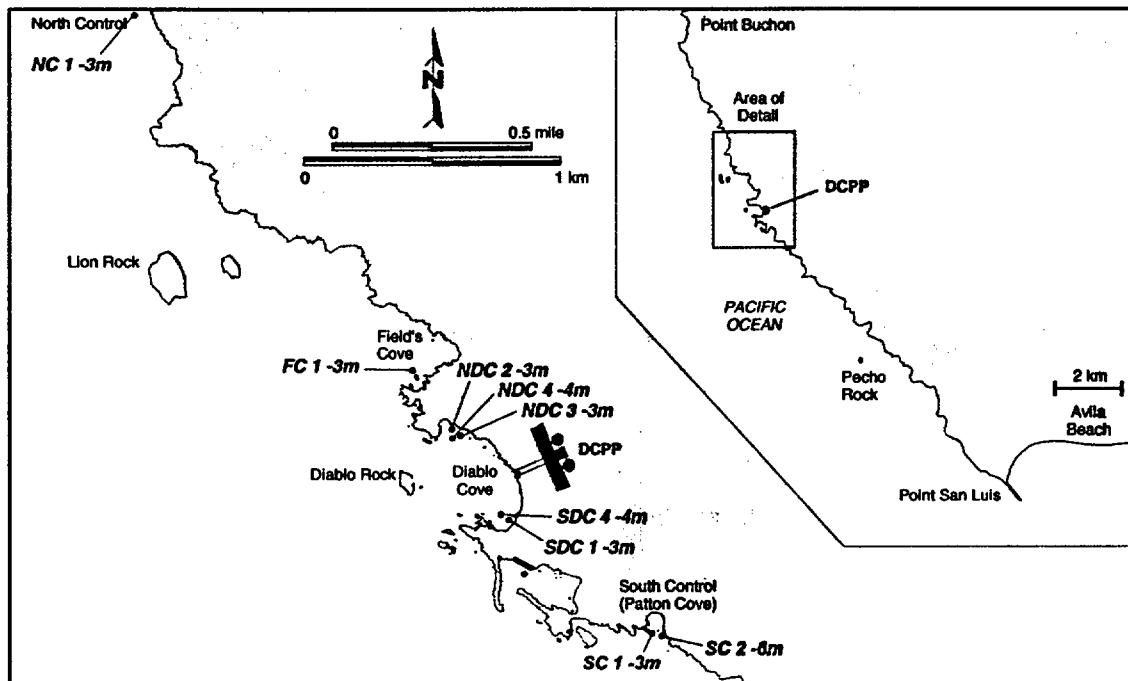 North Control
NC 1 -3m
N
0 0.5 mile
0 1 km
Lion Rock
Field's
Cove
FC 1 -3m
NDC 2 -3m
NDC 4 -4m
NDC 3 -3m
DCPP
Diablo Rock
Diablo
Cove
SDC 4 -4m
SDC 1 -3m
South Control
(Patton Cove)
SC 1 -3m
SC 2 -6m
Point Buchon
Area of
Detail
DCPP
PACIFIC
OCEAN
Pecho
Rock
2 km
Avila
Beach
Point San Luis